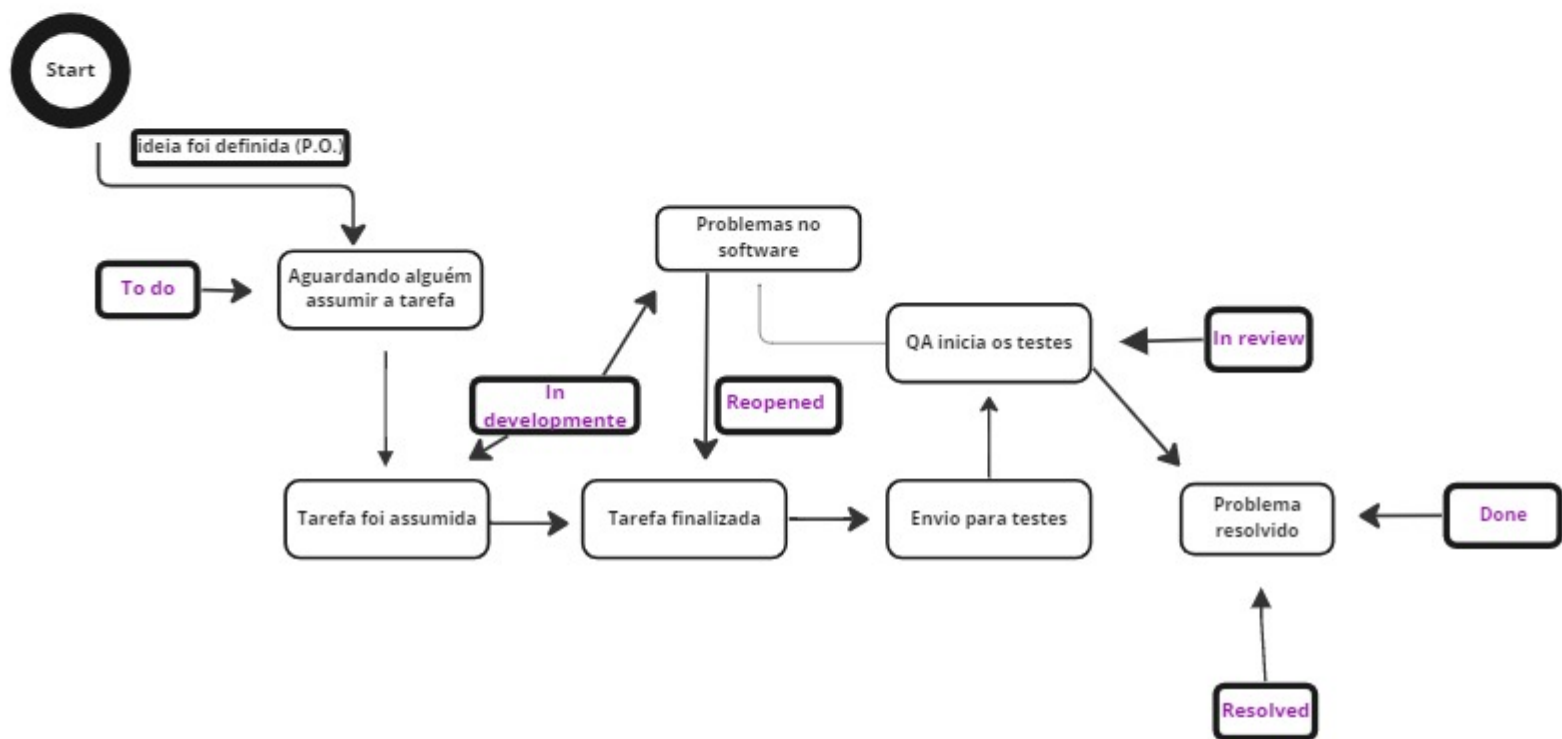 Start
ideia foi definida (P.O.)
Problemas no
software
Aguardando alguém
assumir a tarefa
To do
QA inicia os testes
In review
In
developmente
Reopened
Tarefa foi assumida
Tarefa finalizada
Envio para testes
Problema
resolvido
Done
Resolved